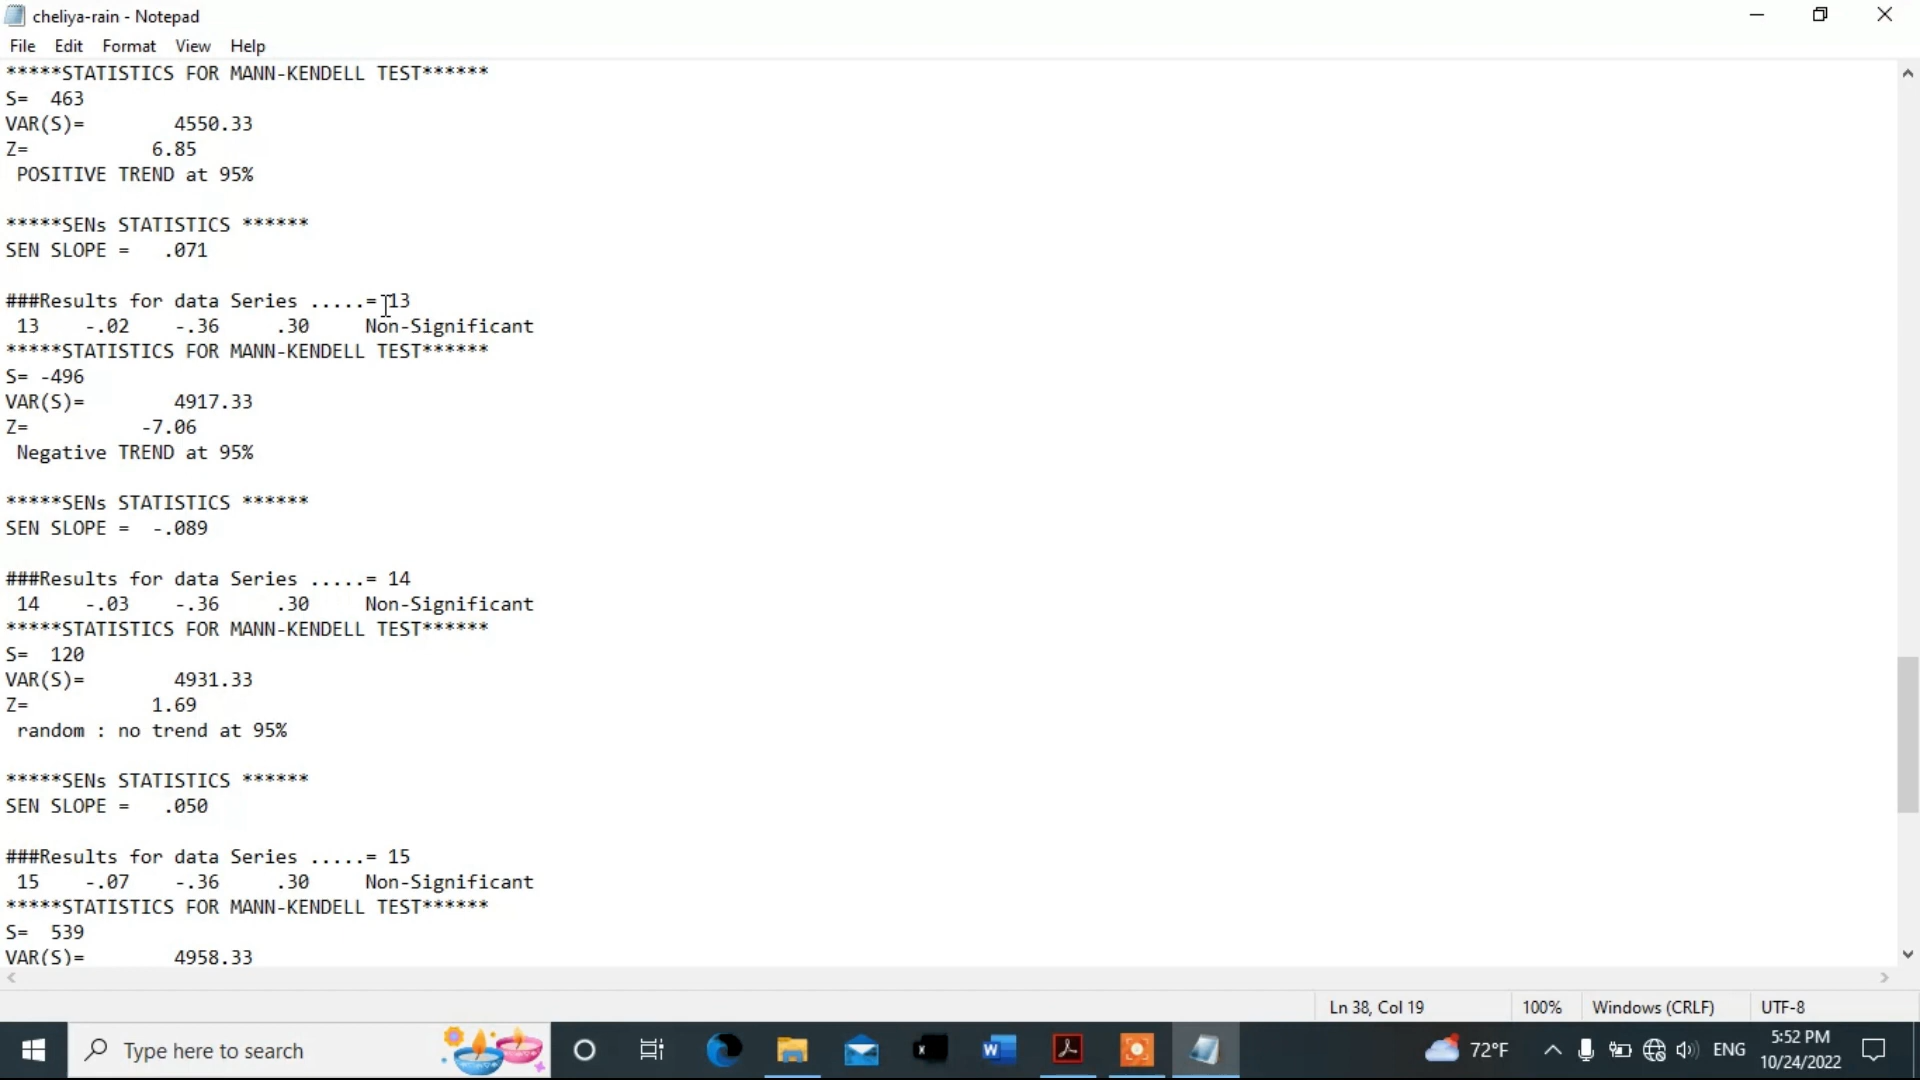 cheliya-rain - Notepad
File Edit Format View Help
*****STATISTICS FOR MANN-KENDELL TEST******
S=  463
VAR(S)=        4550.33
Z=           6.85
 POSITIVE TREND at 95%
*****SENs STATISTICS ******
SEN SLOPE =   .071
###Results for data Series .....= 13
 13    -.02    -.36     .30     Non-Significant
*****STATISTICS FOR MANN-KENDELL TEST******
S= -496
VAR(S)=        4917.33
Z=          -7.06
 Negative TREND at 95%
*****SENs STATISTICS ******
SEN SLOPE =  -.089
###Results for data Series .....= 14
 14    -.03    -.36     .30     Non-Significant
*****STATISTICS FOR MANN-KENDELL TEST******
S=  120
VAR(S)=        4931.33
Z=           1.69
 random : no trend at 95%
*****SENs STATISTICS ******
SEN SLOPE =   .050
###Results for data Series .....= 15
 15    -.07    -.36     .30     Non-Significant
*****STATISTICS FOR MANN-KENDELL TEST******
S=  539
VAR(S)=        4958.33
Ln 38, Col 19 100% Windows (CRLF) UTF-8
Type here to search 72°F ENG 5:52 PM
10/24/2022